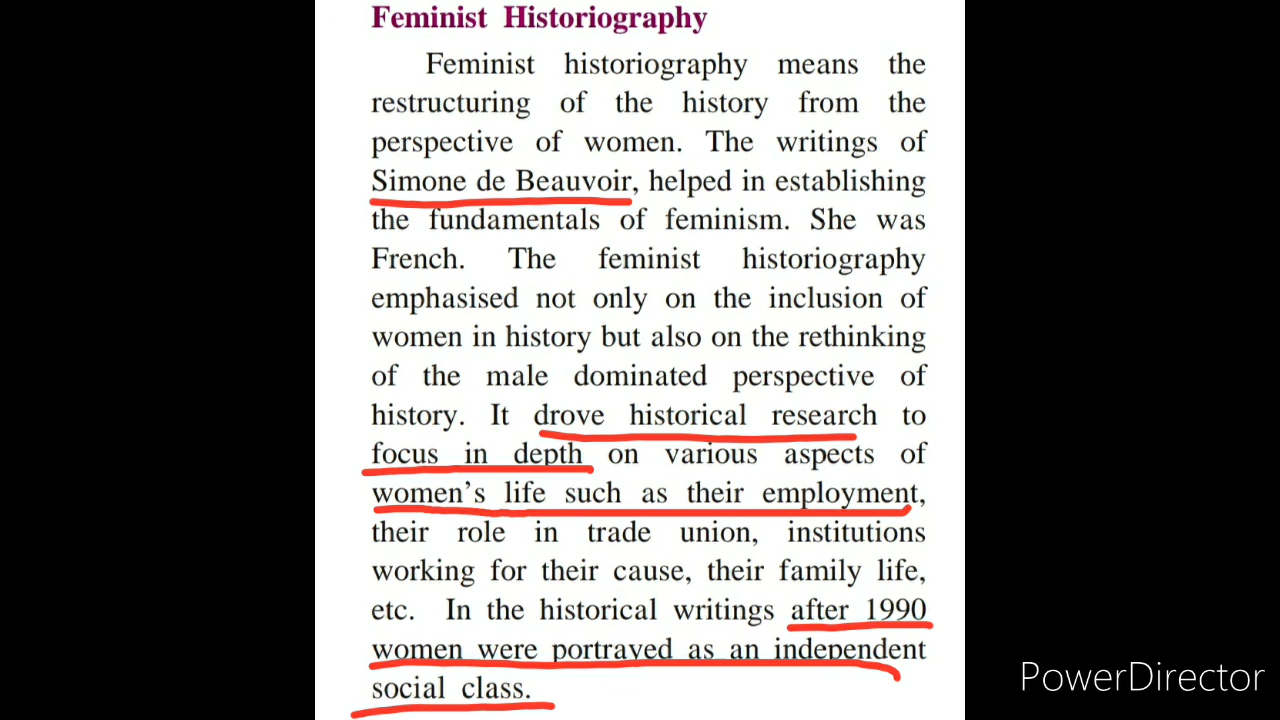 Feminist Historiography
Feminist historiography means the
restructuring of the history from the
perspective of women. The writings of
Simone de Beauvoir, helped in establishing
the fundamentals of feminism. She was
French. The feminist historiography
emphasised not only on the inclusion of
women in history but also on the rethinking
of the male dominated perspective of
history. It drove historical research to
focus in depth on various aspects of
women's life such as their employment,
their role in trade union, institutions
working for their cause, their family life,
etc. In the historical writings after 1990
women were portrayed as an independent
social class.
PowerDirector